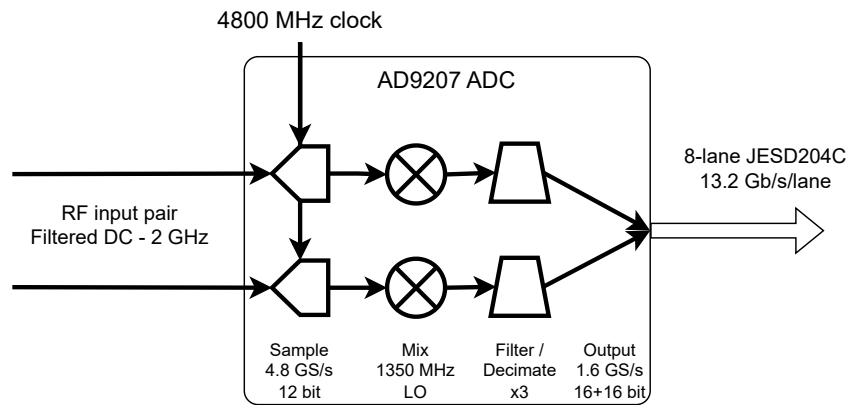 4800 MHz clock
AD9207 ADC
8-lane JESD204C
13.2 Gb/s/lane
RF input pair
Filtered DC - 2 GHz
Sample
4.8 GS/s
12 bit
Mix
1350 MHz
LO
Filter /
Decimate
x3
Output
1.6 GS/s
16+16 bit